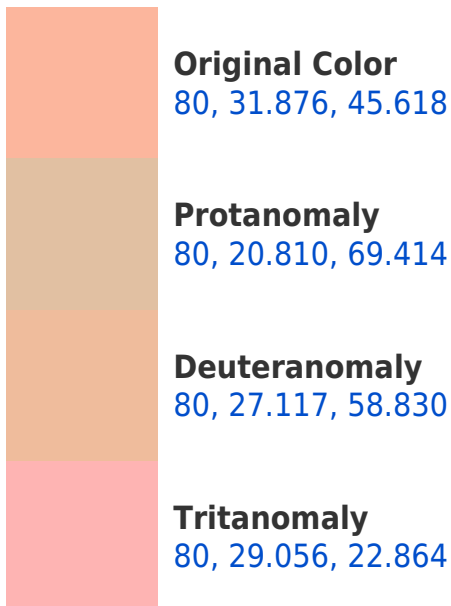 Original Color
80, 31.876, 45.618
Protanomaly
80, 20.810, 69.414
Deuteranomaly
80, 27.117, 58.830
Tritanomaly
80, 29.056, 22.864